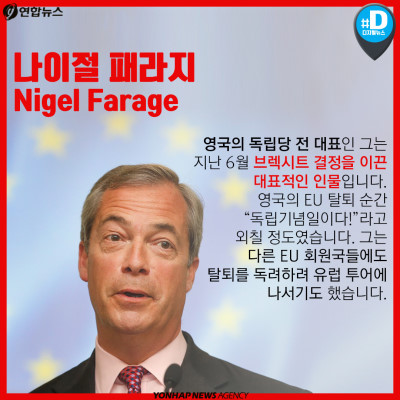 연합뉴스
#D
디지털뉴스
나이절 패라지
Nigel Farage
영국의 독립당 전 대표인 그는
지난 6월 브렉시트 결정을 이끈
대표적인 인물입니다.
영국의 EU 탈퇴 순간
“독립기념일이다!”라고
외칠 정도였습니다. 그는
다른 EU 회원국들에도
탈퇴를 독려하려 유럽 투어에
나서기도 했습니다.
YONHAP NEWS AGENCY